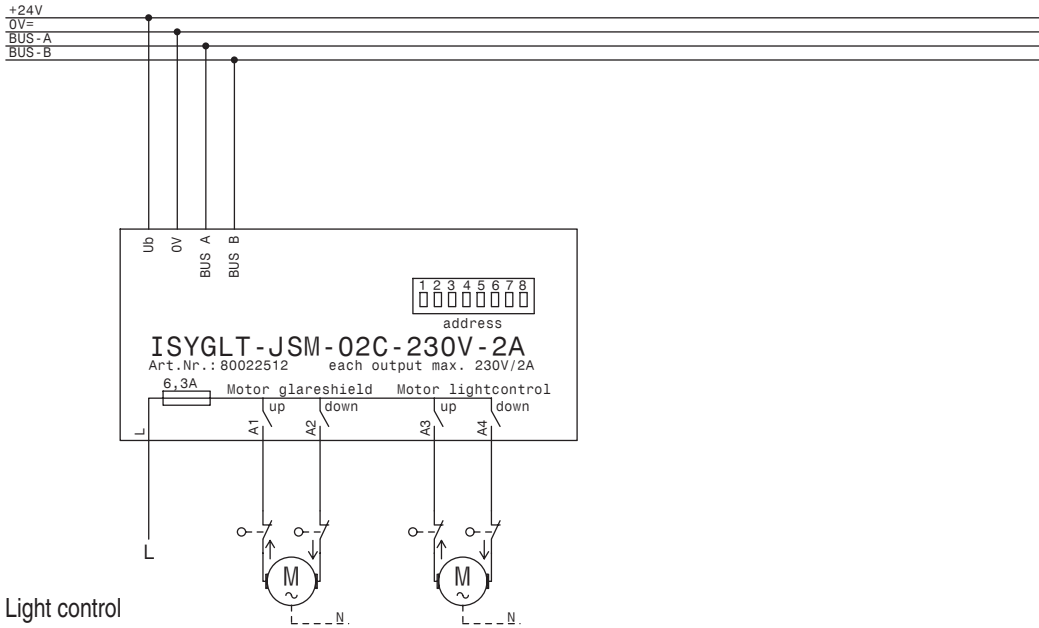 +24V
0V=
BUS-A
BUS-B
Ub
0V
BUS A
BUS B
1 2 3 4 5 6 7 8
address
ISYGLT-JSM-02C-230V-2A
Art.Nr.: 80022512 each output max. 230V/2A
6,3A
Motor glareshield Motor lightcontrol
up down up down
L A1 A2 A3 A4
L
M M
~ ~
N N
Light control